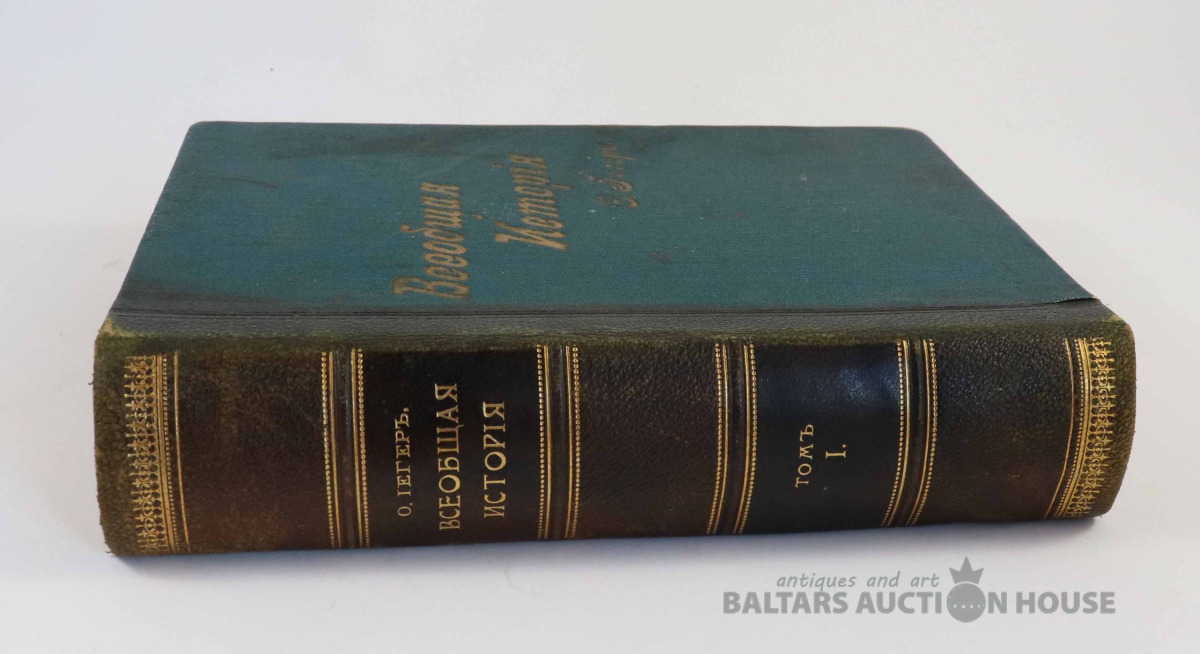 Всеобщая
Исторія
О. ІЕГЕРЪ.
ВСЕОБЩАЯ
ИСТОРІЯ
ТОМЪ
I.
antiques and art
BALTARS AUCTION HOUSE